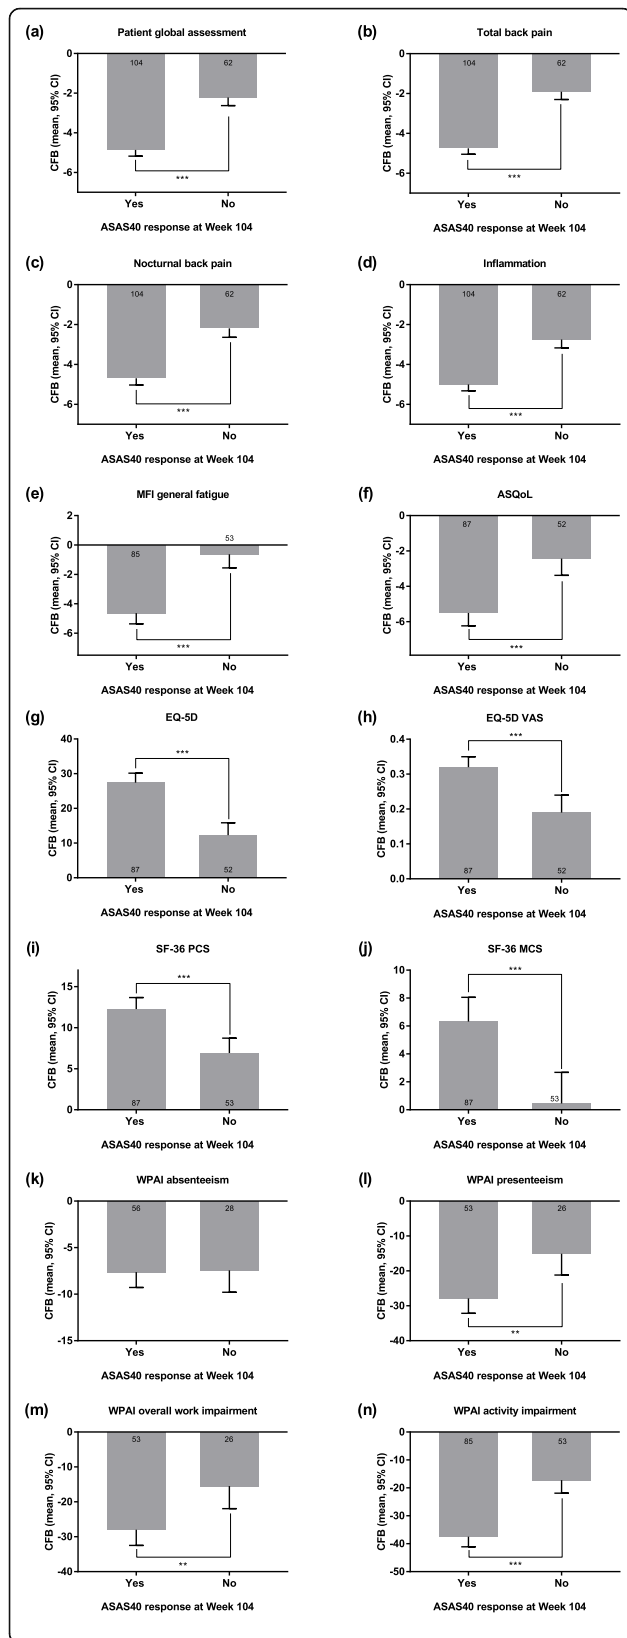 (a) Patient global assessment
CFB (mean, 95% CI)
0
-2
-4
-6
104
62
***
Yes No
ASAS40 response at Week 104
(b) Total back pain
CFB (mean, 95% CI)
0
-2
-4
-6
104
62
***
Yes No
ASAS40 response at Week 104
(c) Nocturnal back pain
CFB (mean, 95% CI)
0
-2
-4
-6
104
62
***
Yes No
ASAS40 response at Week 104
(d) Inflammation
CFB (mean, 95% CI)
0
-2
-4
-6
104
62
***
Yes No
ASAS40 response at Week 104
(e) MFI general fatigue
CFB (mean, 95% CI)
2
0
-2
-4
-6
85
53
***
Yes No
ASAS40 response at Week 104
(f) ASQoL
CFB (mean, 95% CI)
0
-2
-4
-6
87
52
***
Yes No
ASAS40 response at Week 104
(g) EQ-5D
CFB (mean, 95% CI)
40
30
20
10
0
***
87
52
Yes No
ASAS40 response at Week 104
(h) EQ-5D VAS
CFB (mean, 95% CI)
0.4
0.3
0.2
0.1
0.0
***
87
52
Yes No
ASAS40 response at Week 104
(i) SF-36 PCS
CFB (mean, 95% CI)
15
10
5
0
***
87
53
Yes No
ASAS40 response at Week 104
(j) SF-36 MCS
CFB (mean, 95% CI)
10
8
6
4
2
0
***
87
53
Yes No
ASAS40 response at Week 104
(k) WPAI absenteeism
CFB (mean, 95% CI)
0
-5
-10
-15
56
28
Yes No
ASAS40 response at Week 104
(l) WPAI presenteeism
CFB (mean, 95% CI)
0
-10
-20
-30
-40
53
26
**
Yes No
ASAS40 response at Week 104
(m) WPAI overall work impairment
CFB (mean, 95% CI)
0
-10
-20
-30
-40
53
26
**
Yes No
ASAS40 response at Week 104
(n) WPAI activity impairment
CFB (mean, 95% CI)
0
-10
-20
-30
-40
-50
85
53
***
Yes No
ASAS40 response at Week 104